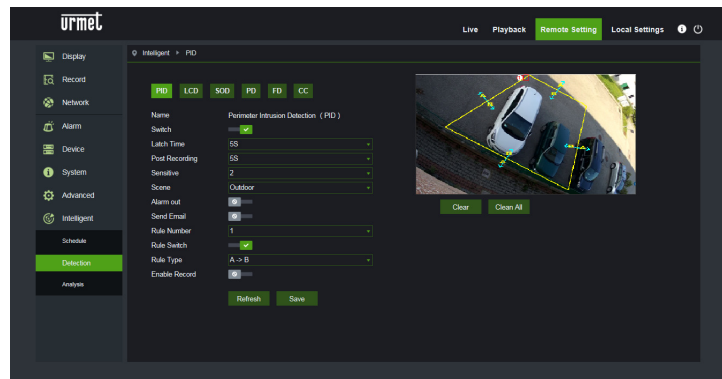 urmet
Live Playback Remote Setting Local Settings
Display
Record
Network
Alarm
Device
System
Advanced
Intelligent
Schedule
Detection
Analysis
Intelligent PID
PID LCD SOD PD FD CC
Name Perimeter Intrusion Detection ( PID )
Switch
Latch Time 5S
Post Recording 5S
Sensitive 2
Scene Outdoor
Alarm out
Send Email
Rule Number 1
Rule Switch
Rule Type A -> B
Enable Record
Refresh Save
Clear Clean All